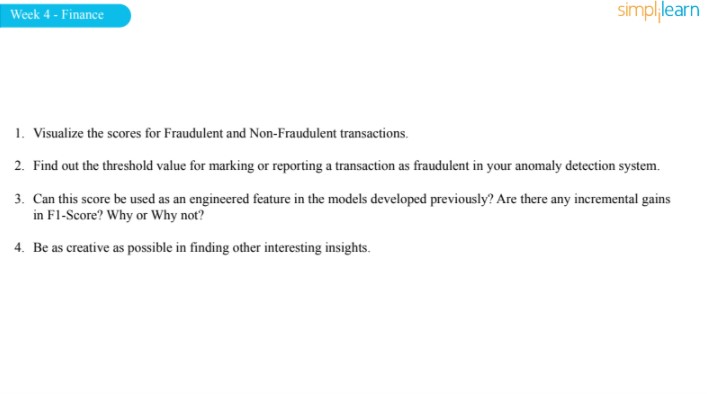 Week 4 - Finance
simplilearn
1. Visualize the scores for Fraudulent and Non-Fraudulent transactions.
2. Find out the threshold value for marking or reporting a transaction as fraudulent in your anomaly detection system.
3. Can this score be used as an engineered feature in the models developed previously? Are there any incremental gains
in F1-Score? Why or Why not?
4. Be as creative as possible in finding other interesting insights.